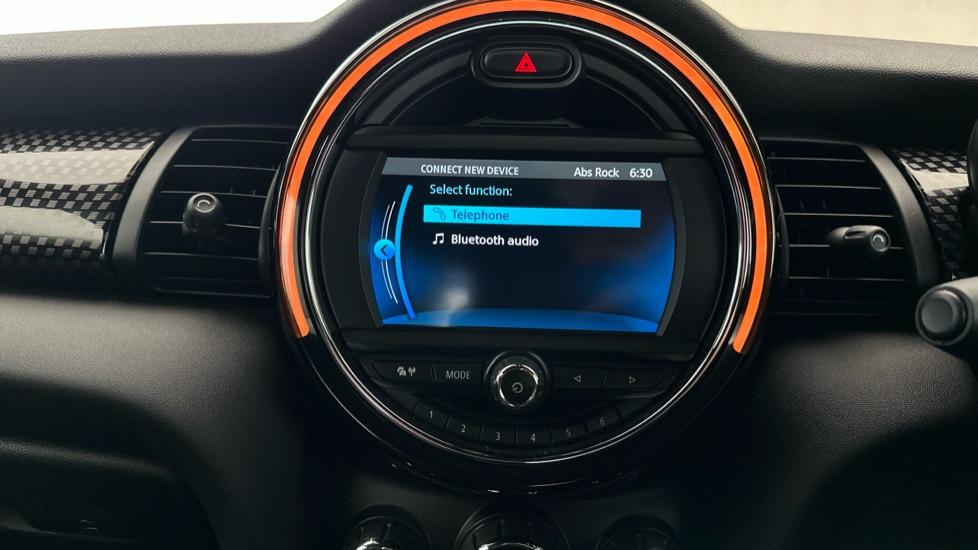 CONNECT NEW DEVICE Abs Rock 6:30
Select function:
Telephone
Bluetooth audio
MODE
1 2 3 4 5 6